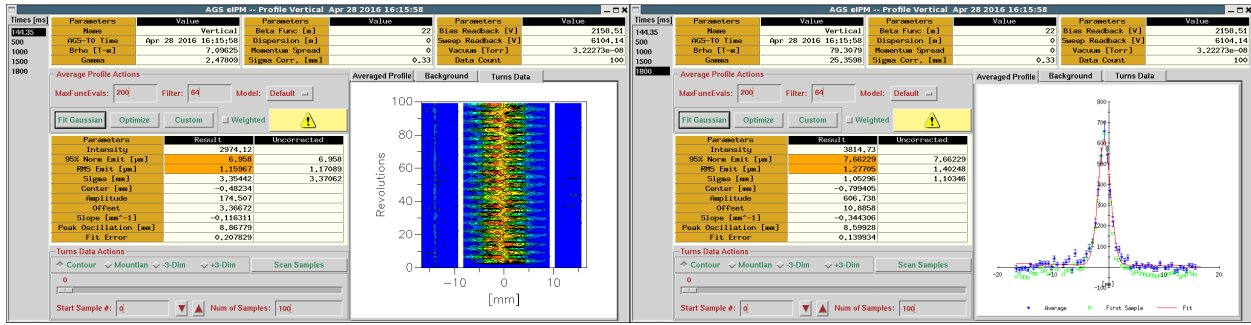 AGS eIPM -- Profile Vertical Apr 28 2016 16:15:58
Times [ms]
144.35
500
1000
1500
1800
Parameters Value Parameters Value Parameters Value
Name Vertical Beta Func [m] 22 Bias Readback [V] 2158.51
AGS-T0 Time Apr 28 2016 16:15:58 Dispersion [m] 0 Sweep Readback [V] 6104.14
Brho [T-m] 7.09625 Momentum Spread 0 Vacuum [Torr] 3.22273e-08
Gamma 2.47809 Sigma Corr. [mm] 0.33 Data Count 100
Average Profile Actions
MaxFuncEvals: 200 Filter: 64 Model: Default
Fit Gaussian Optimize Custom Weighted
Parameters Result Uncorrected
Intensity 2974.12
95% Norm Emit [µm] 6.958 6.958
RMS Emit [µm] 1.15967 1.17089
Sigma [mm] 3.35442 3.37062
Center [mm] -0.48234
Amplitude 174.507
Offset 3.36672
Slope [mm^-1] -0.116311
Peak Oscillation [mm] 8.86779
Fit Error 0.207829
Turns Data Actions
Contour Mountian -3-Dim +3-Dim Scan Samples
0
Start Sample #: 0 Num of Samples: 100
Averaged Profile Background Turns Data
100
80
60
40
20
0
Revolutions
-10 0 10
[mm]
AGS eIPM -- Profile Vertical Apr 28 2016 16:15:58
Times [ms]
144.35
500
1000
1500
1800
Parameters Value Parameters Value Parameters Value
Name Vertical Beta Func [m] 22 Bias Readback [V] 2158.51
AGS-T0 Time Apr 28 2016 16:15:58 Dispersion [m] 0 Sweep Readback [V] 6104.14
Brho [T-m] 79.3079 Momentum Spread 0 Vacuum [Torr] 3.22273e-08
Gamma 25.3598 Sigma Corr. [mm] 0.33 Data Count 100
Average Profile Actions
MaxFuncEvals: 200 Filter: 64 Model: Default
Fit Gaussian Optimize Custom Weighted
Parameters Result Uncorrected
Intensity 3814.73
95% Norm Emit [µm] 7.66229 7.66229
RMS Emit [µm] 1.27705 1.40248
Sigma [mm] 1.05296 1.10346
Center [mm] -0.799405
Amplitude 606.738
Offset 10.8858
Slope [mm^-1] -0.344306
Peak Oscillation [mm] 8.59928
Fit Error 0.139934
Turns Data Actions
Contour Mountian -3-Dim +3-Dim Scan Samples
0
Start Sample #: 0 Num of Samples: 100
Averaged Profile Background Turns Data
800
700
600
500
400
300
200
100
-20 -10 10 20
-100
[mm]
Average First Sample Fit